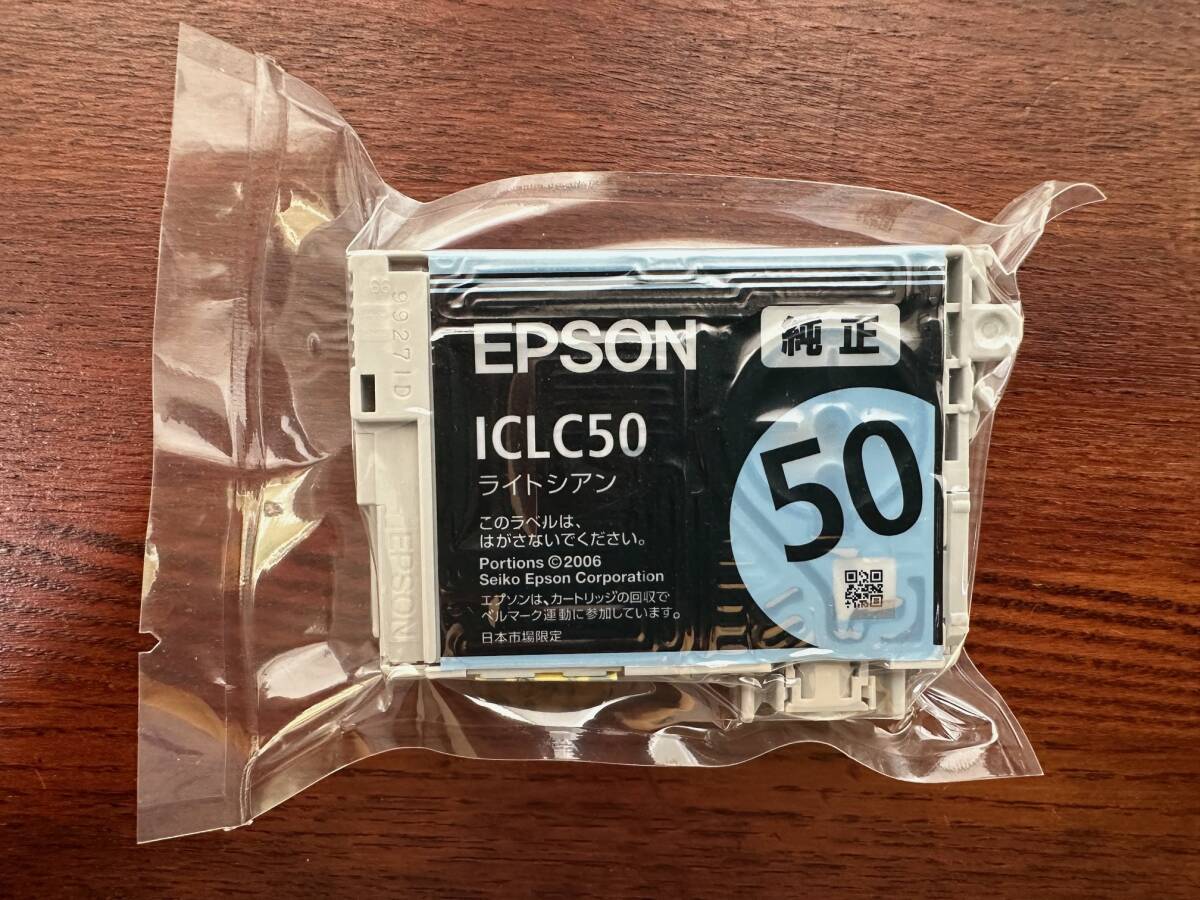 EPSON
純正
ICLC50
ライトシアン
50
このラベルは、
はがさないでください。
Portions ©2006
Seiko Epson Corporation
エプソンは、カートリッジの回収で
ベルマーク運動に参加しています。
日本市場限定
99271D
EPSON